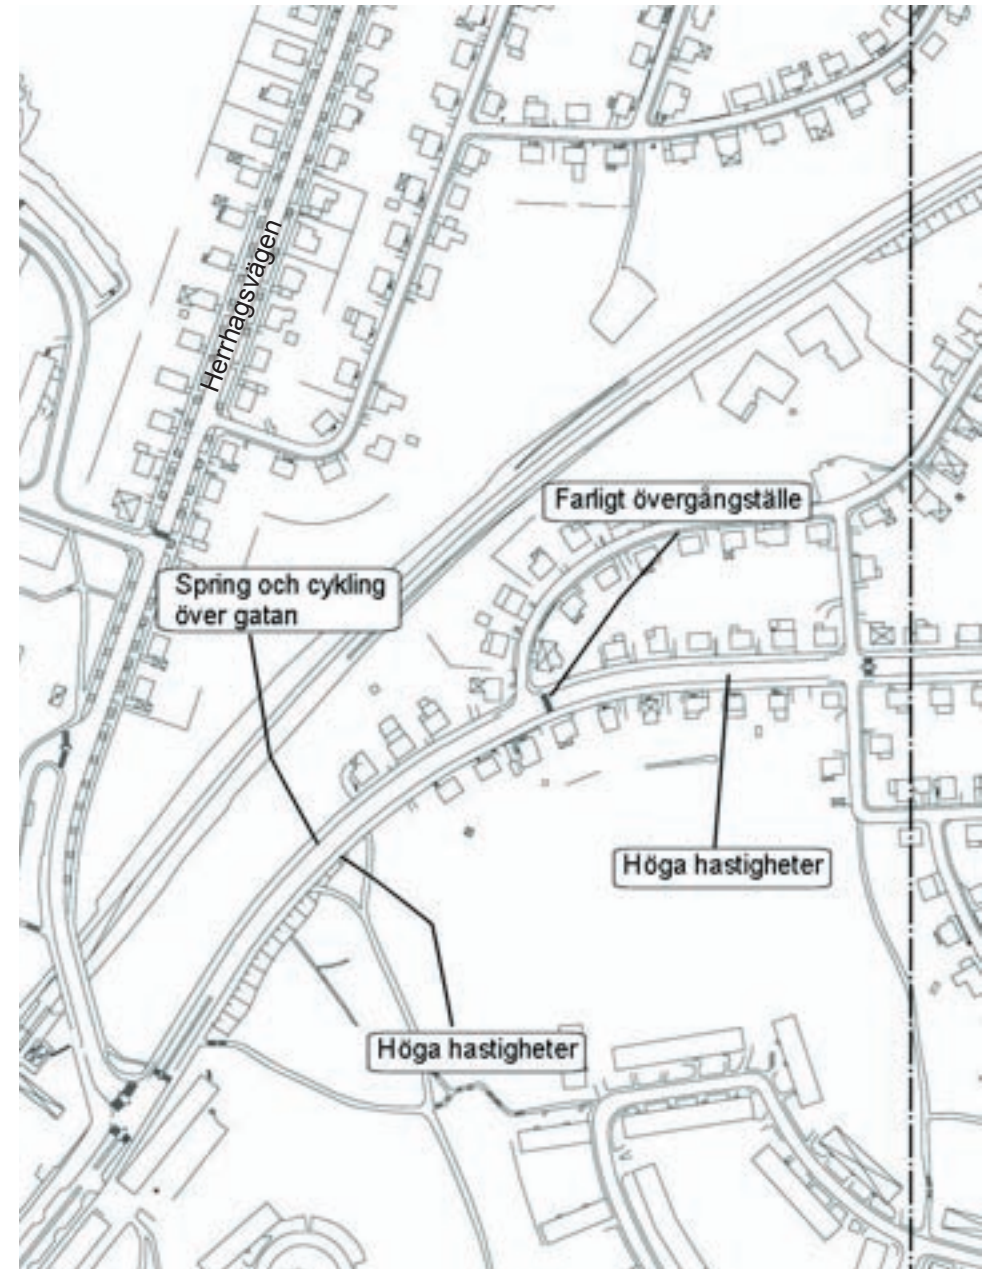 Herrhagsvägen
Farligt övergångställe
Spring och cykling
över gatan
Höga hastigheter
Höga hastigheter